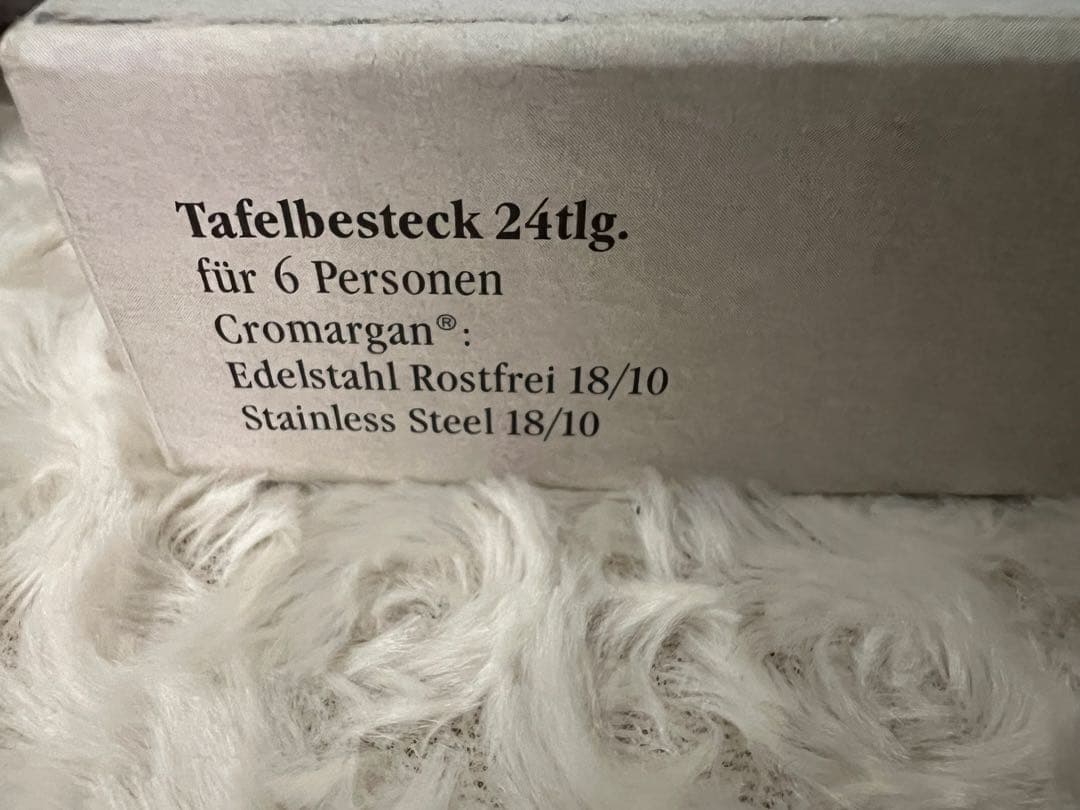 Tafelbesteck 24tlg.
für 6 Personen
Cromargan®:
Edelstahl Rostfrei 18/10
Stainless Steel 18/10